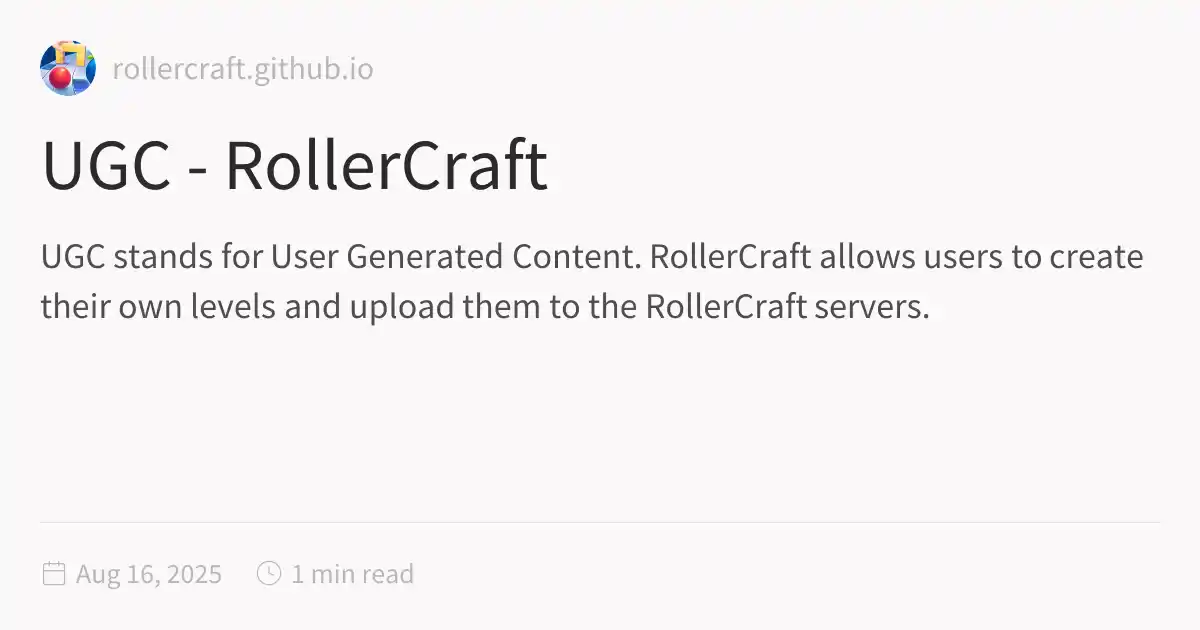 rollercraft.github.io
UGC - RollerCraft
UGC stands for User Generated Content. RollerCraft allows users to create
their own levels and upload them to the RollerCraft servers.
Aug 16, 2025 1 min read